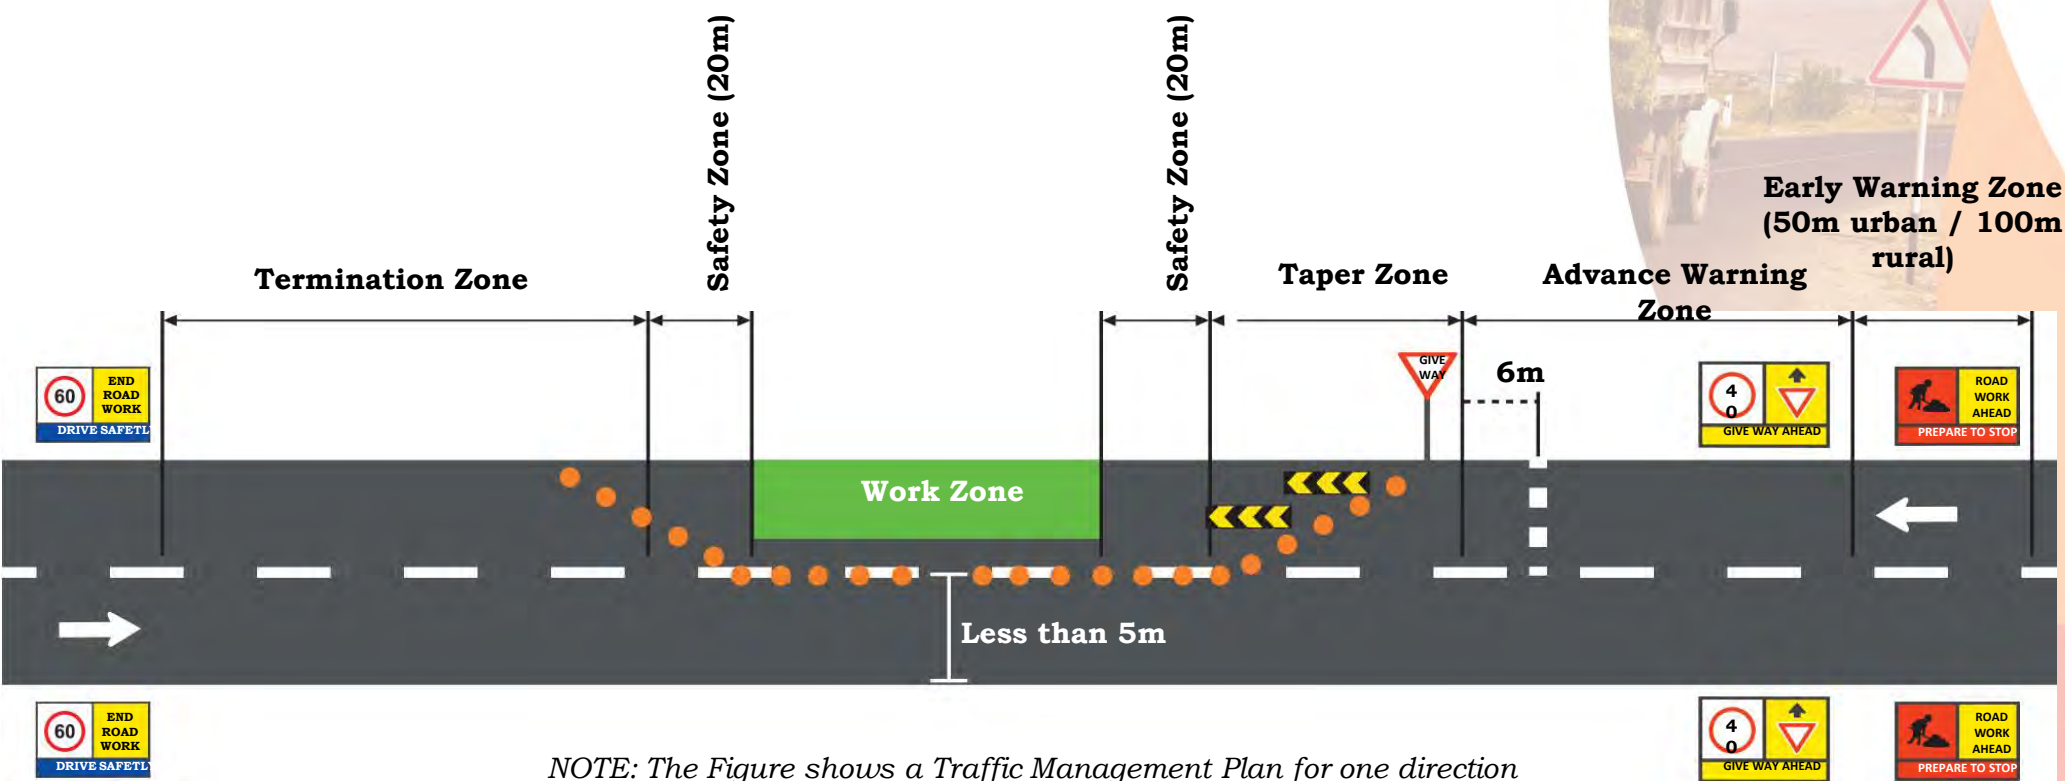 Safety Zone (20m)
Safety Zone (20m)
Early Warning Zone
(50m urban / 100m
rural)
Termination Zone
Taper Zone
Advance Warning
Zone
60
END
ROAD
WORK
DRIVE SAFETL
GIVE
WAY
6m
4
0
GIVE WAY AHEAD
ROAD
WORK
AHEAD
PREPARE TO STOP
Work Zone
Less than 5m
60
END
ROAD
WORK
DRIVE SAFETL
4
0
GIVE WAY AHEAD
ROAD
WORK
AHEAD
PREPARE TO STOP
NOTE: The Figure shows a Traffic Management Plan for one direction